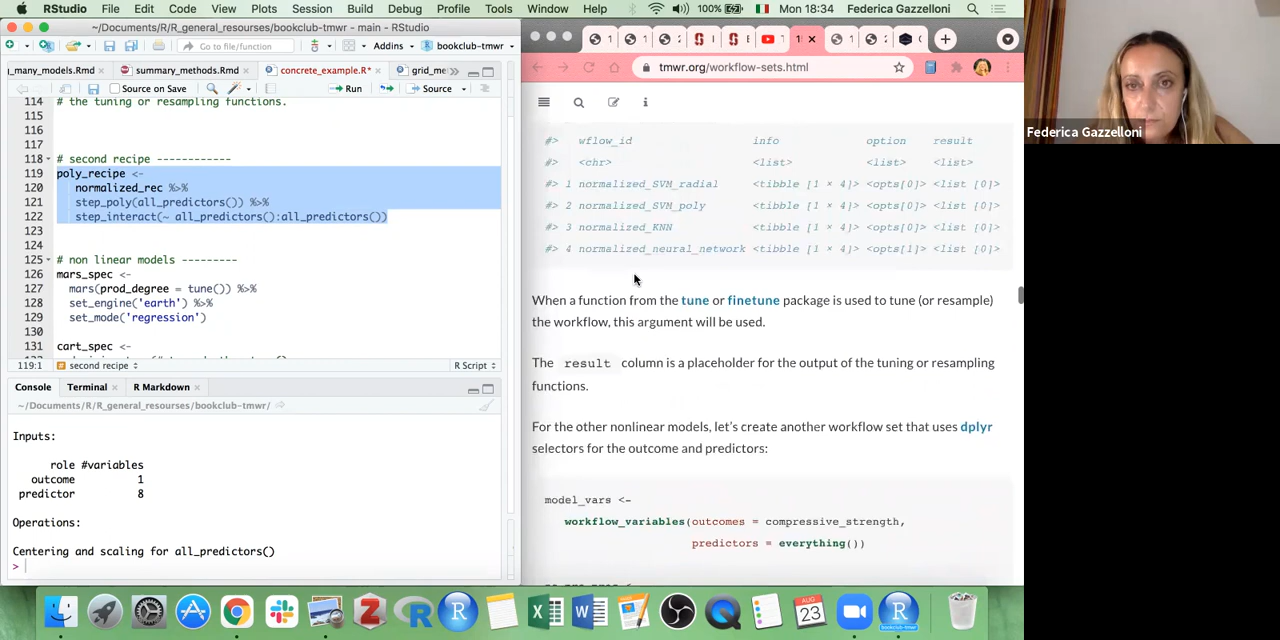 RStudio File Edit Code View Plots Session Build Debug Profile Tools Window Help 100% Mon 18:34 Federica Gazzelloni
~/Documents/R/R_general_resourses/bookclub-tmwr - main - RStudio
Go to file/function Addins bookclub-tmwr
_many_models.Rmd summary_methods.Rmd concrete_example.R* grid_me
Source on Save Run Source
114 # the tuning or resampling functions.
115
116
117
118 # second recipe ------------
119 poly_recipe <-
120 normalized_rec %>%
121 step_poly(all_predictors()) %>%
122 step_interact(~ all_predictors():all_predictors())
123
124
125 # non linear models ---------
126 mars_spec <-
127 mars(prod_degree = tune()) %>%
128 set_engine('earth') %>%
129 set_mode('regression')
130
131 cart_spec <-
119:1 second recipe R Script
Console Terminal R Markdown
~/Documents/R/R_general_resourses/bookclub-tmwr/
Inputs:
role #variables
outcome 1
predictor 8
Operations:
Centering and scaling for all_predictors()
>
tmwr.org/workflow-sets.html
#> wflow_id info option result
#> <chr> <list> <list> <list>
#> 1 normalized_SVM_radial <tibble [1 × 4]> <opts[0]> <list [0]>
#> 2 normalized_SVM_poly <tibble [1 × 4]> <opts[0]> <list [0]>
#> 3 normalized_KNN <tibble [1 × 4]> <opts[0]> <list [0]>
#> 4 normalized_neural_network <tibble [1 × 4]> <opts[1]> <list [0]>
When a function from the tune or finetune package is used to tune (or resample)
the workflow, this argument will be used.
The result column is a placeholder for the output of the tuning or resampling
functions.
For the other nonlinear models, let's create another workflow set that uses dplyr
selectors for the outcome and predictors:
model_vars <-
workflow_variables(outcomes = compressive_strength,
predictors = everything())
Federica Gazzelloni
AUG
23
bookclub-tmwr